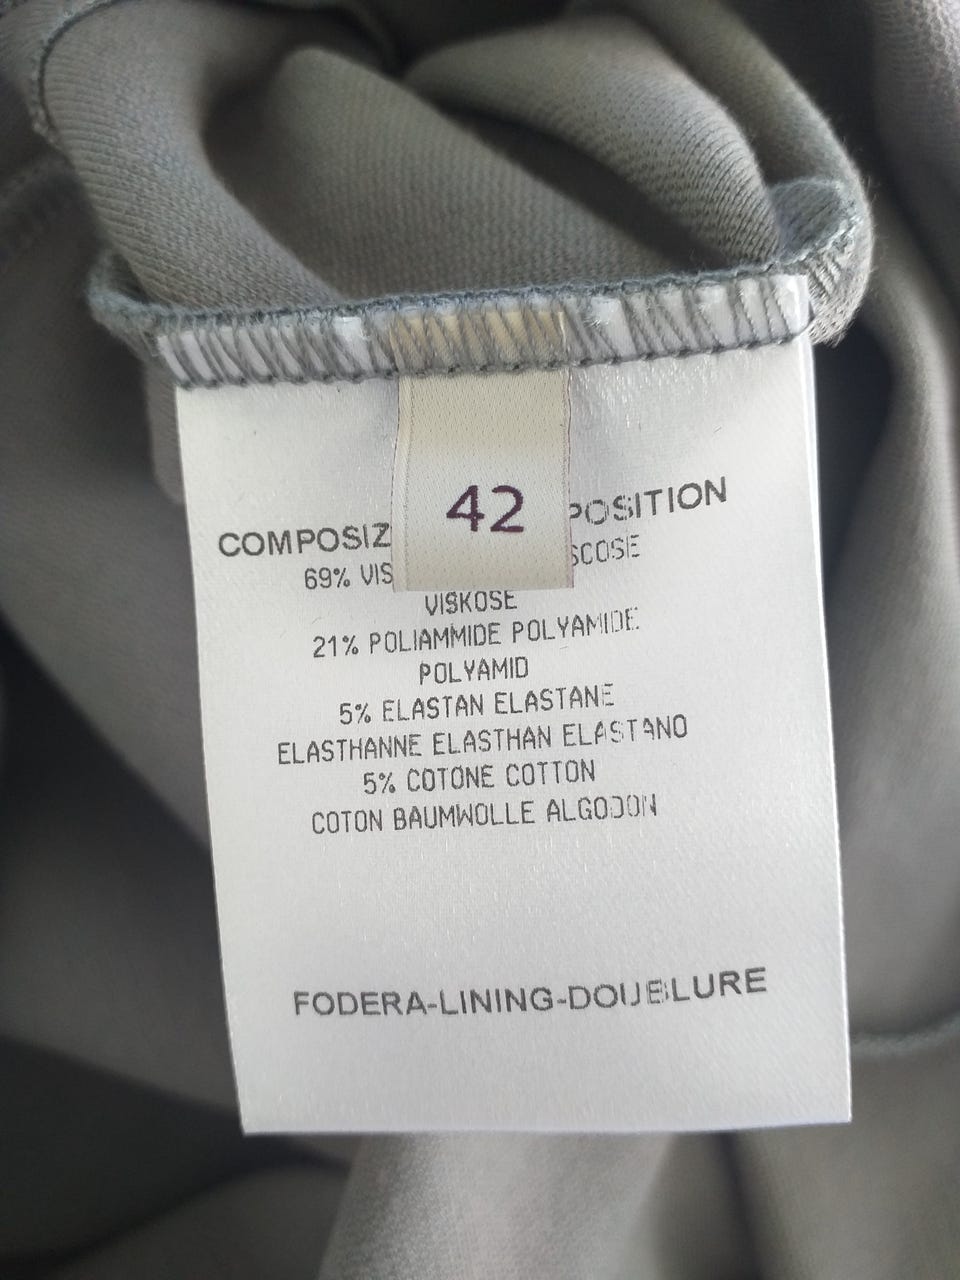 42
COMPOSIZ POSITION
69% VIS SCOSE
VISKOSE
21% POLIAMMIDE POLYAMIDE
POLYAMID
5% ELASTAN ELASTANE
ELASTHANNE ELASTHAN ELASTANO
5% COTONE COTTON
COTON BAUMWOLLE ALGODON
FODERA-LINING-DOUBLURE